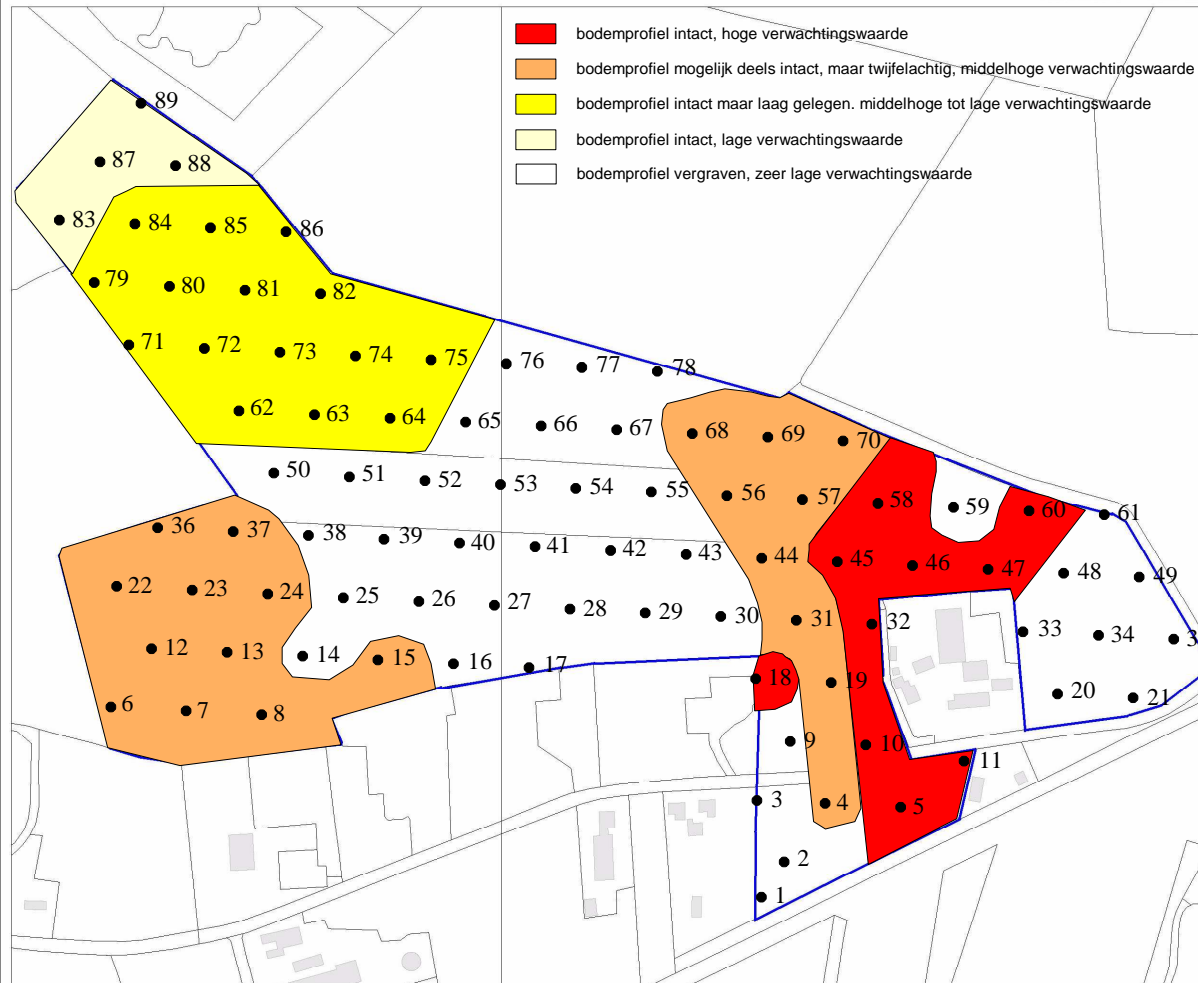 bodemprofiel intact, hoge verwachtingswaarde
bodemprofiel mogelijk deels intact, maar twijfelachtig, middelhoge verwachtingswaarde
bodemprofiel intact maar laag gelegen. middelhoge tot lage verwachtingswaarde
bodemprofiel intact, lage verwachtingswaarde
bodemprofiel vergraven, zeer lage verwachtingswaarde
89
87 88
83 84 85 86
79 80 81 82
71 72 73 74 75 76 77 78
62 63 64 65 66 67 68 69 70
50 51 52 53 54 55 56 57 58 59 60 61
36 37 38 39 40 41 42 43 44 45 46 47 48 49
22 23 24 25 26 27 28 29 30 31 32 33 34
12 13 14 15 16 17 18 19 20 21
6 7 8 9 10 11
3 4 5
2
1